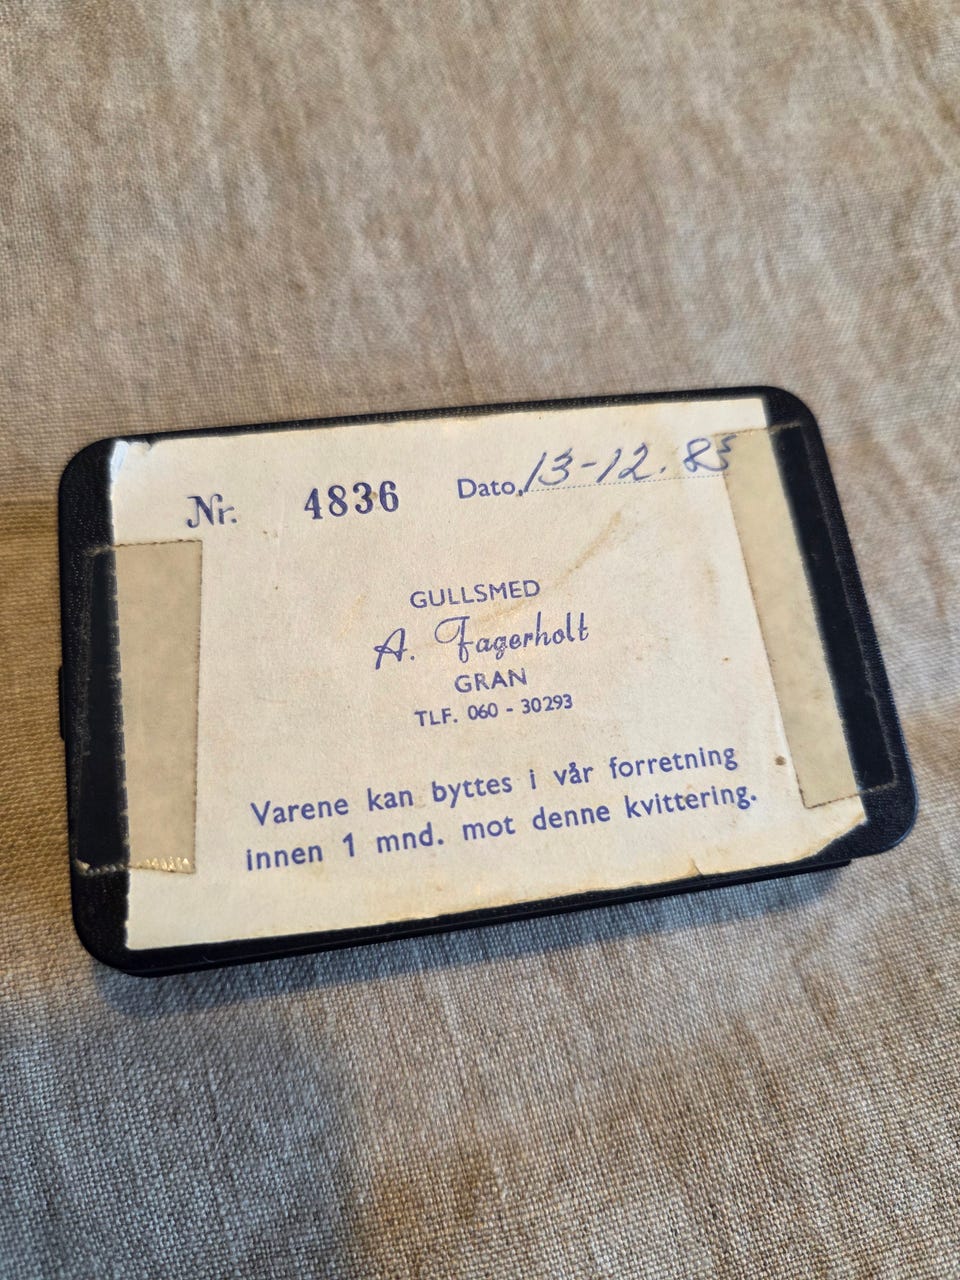 Nr. 4836 Dato, 13-12.83
GULLSMED
A. Fagerholt
GRAN
TLF. 060 - 30293
Varene kan byttes i vår forretning
innen 1 mnd. mot denne kvittering.